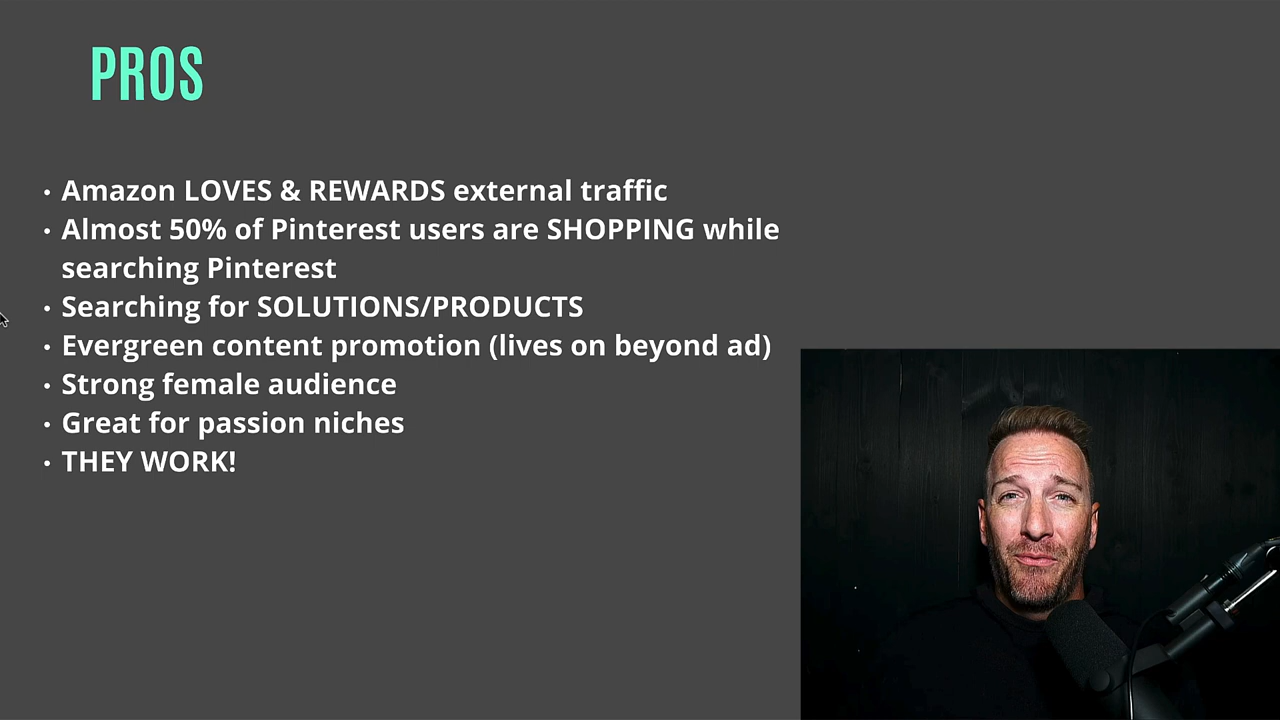 PROS
• Amazon LOVES & REWARDS external traffic
• Almost 50% of Pinterest users are SHOPPING while
searching Pinterest
• Searching for SOLUTIONS/PRODUCTS
• Evergreen content promotion (lives on beyond ad)
• Strong female audience
• Great for passion niches
• THEY WORK!